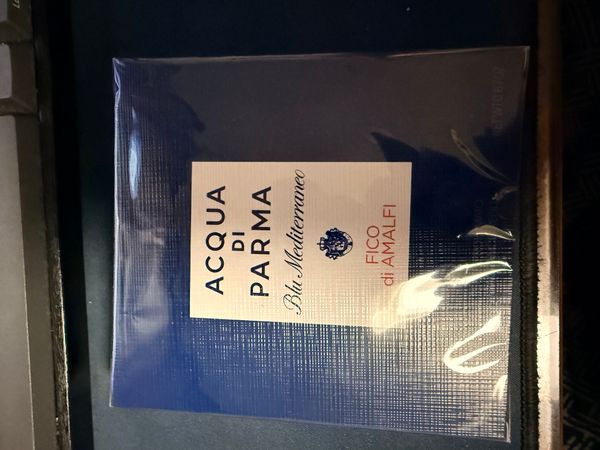 ACQUA
DI
PARMA
Blu Mediterraneo
FICO
di AMALFI